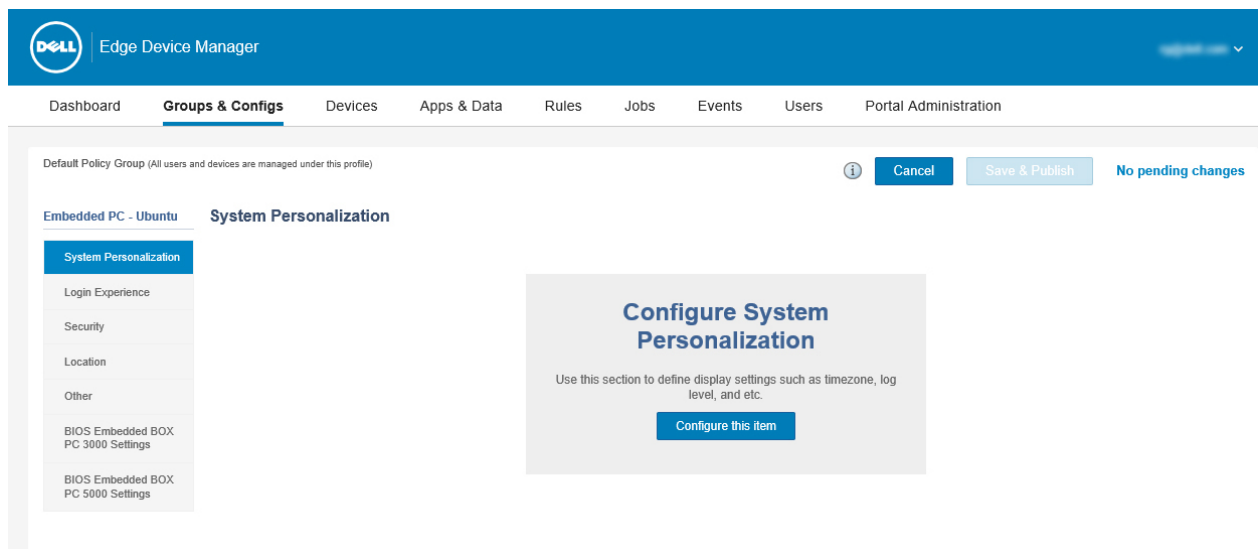 DELL
Edge Device Manager
Dashboard Groups & Configs Devices Apps & Data Rules Jobs Events Users Portal Administration
Default Policy Group (All users and devices are managed under this profile)
i Cancel Save & Publish No pending changes
Embedded PC - Ubuntu
System Personalization
Login Experience
Security
Location
Other
BIOS Embedded BOX
PC 3000 Settings
BIOS Embedded BOX
PC 5000 Settings
System Personalization
Configure System
Personalization
Use this section to define display settings such as timezone, log
level, and etc.
Configure this item